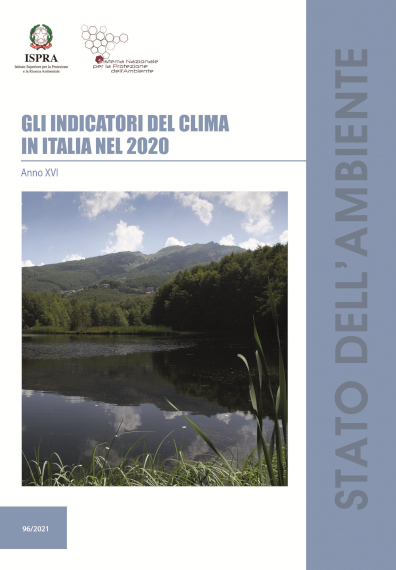 ISPRA
Istituto Superiore per la Protezione
e la Ricerca Ambientale
Sistema Nazionale
per la Protezione
dell'Ambiente
GLI INDICATORI DEL CLIMA
IN ITALIA NEL 2020
Anno XVI
STATO DELL'AMBIENTE
96/2021